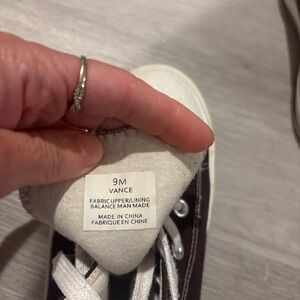 9M
VANCE
FABRIC UPPER/LINING
BALANCE MAN MADE
MADE IN CHINA
FABRIQUE EN CHINE